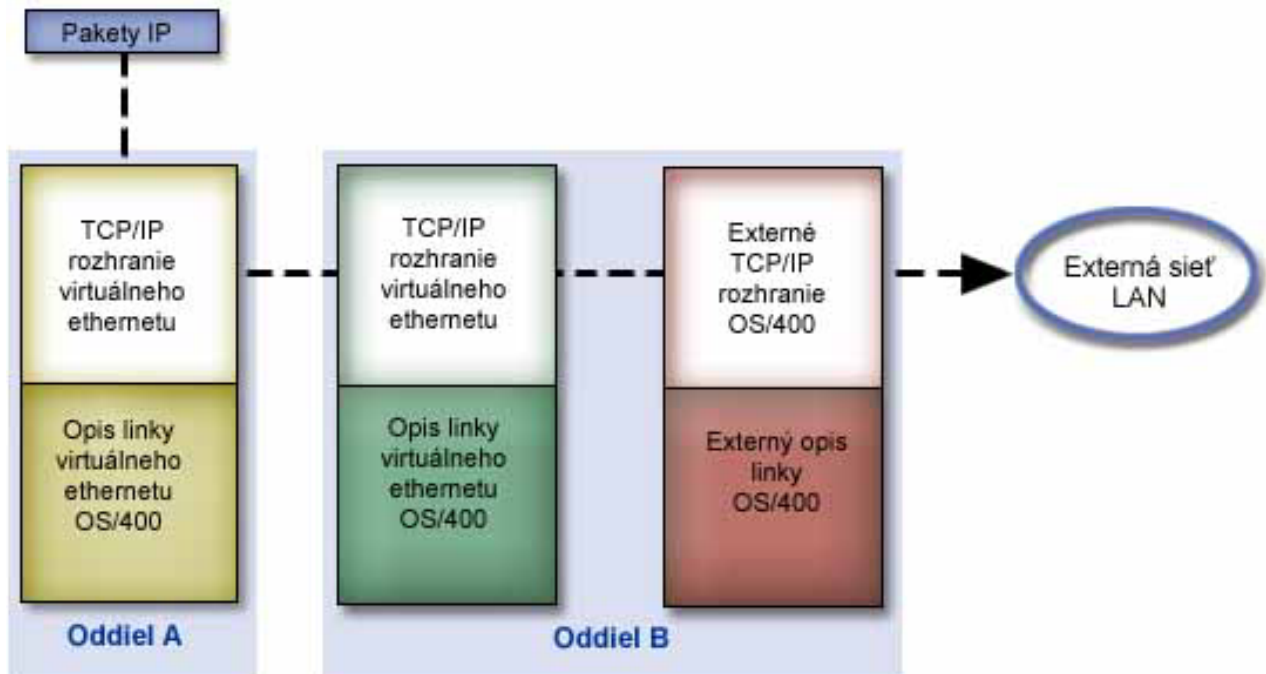 Pakety IP
TCP/IP
rozhranie
virtuálneho
ethernetu
Opis linky
virtuálneho
ethernetu
OS/400
Oddiel A
TCP/IP
rozhranie
virtuálneho
ethernetu
Opis linky
virtuálneho
ethernetu
OS/400
Externé
TCP/IP
rozhranie
OS/400
Externý opis
linky
OS/400
Oddiel B
Externá sieť
LAN